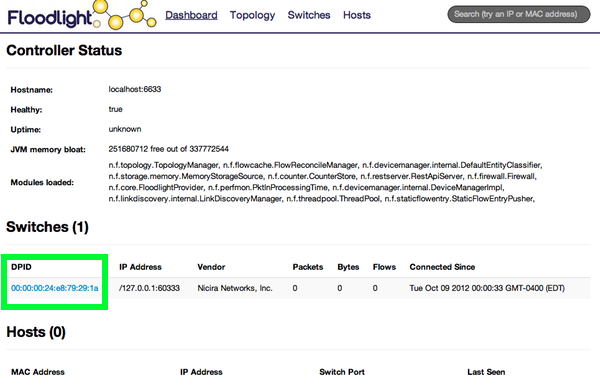 Floodlight Dashboard Topology Switches Hosts Search (try an IP or MAC address)
Controller Status
Hostname: localhost:6633
Healthy: true
Uptime: unknown
JVM memory bloat: 251680712 free out of 337772544
n.f.topology.TopologyManager, n.f.flowcache.FlowReconcileManager, n.f.devicemanager.internal.DefaultEntityClassifier,
n.f.storage.memory.MemoryStorageSource, n.f.counter.CounterStore, n.f.restserver.RestApiServer, n.f.firewall.Firewall,
Modules loaded:
n.f.core.FloodlightProvider, n.f.perfmon.PktInProcessingTime, n.f.devicemanager.internal.DeviceManagerImpl,
n.f.linkdiscovery.internal.LinkDiscoveryManager, n.f.threadpool.ThreadPool, n.f.staticflowentry.StaticFlowEntryPusher,
Switches (1)
DPID IP Address Vendor Packets Bytes Flows Connected Since
00:00:00:24:e8:79:29:1a /127.0.0.1:60333 Nicira Networks, Inc. 0 0 0 Tue Oct 09 2012 00:00:33 GMT-0400 (EDT)
Hosts (0)
MAC Address IP Address Switch Port Last Seen